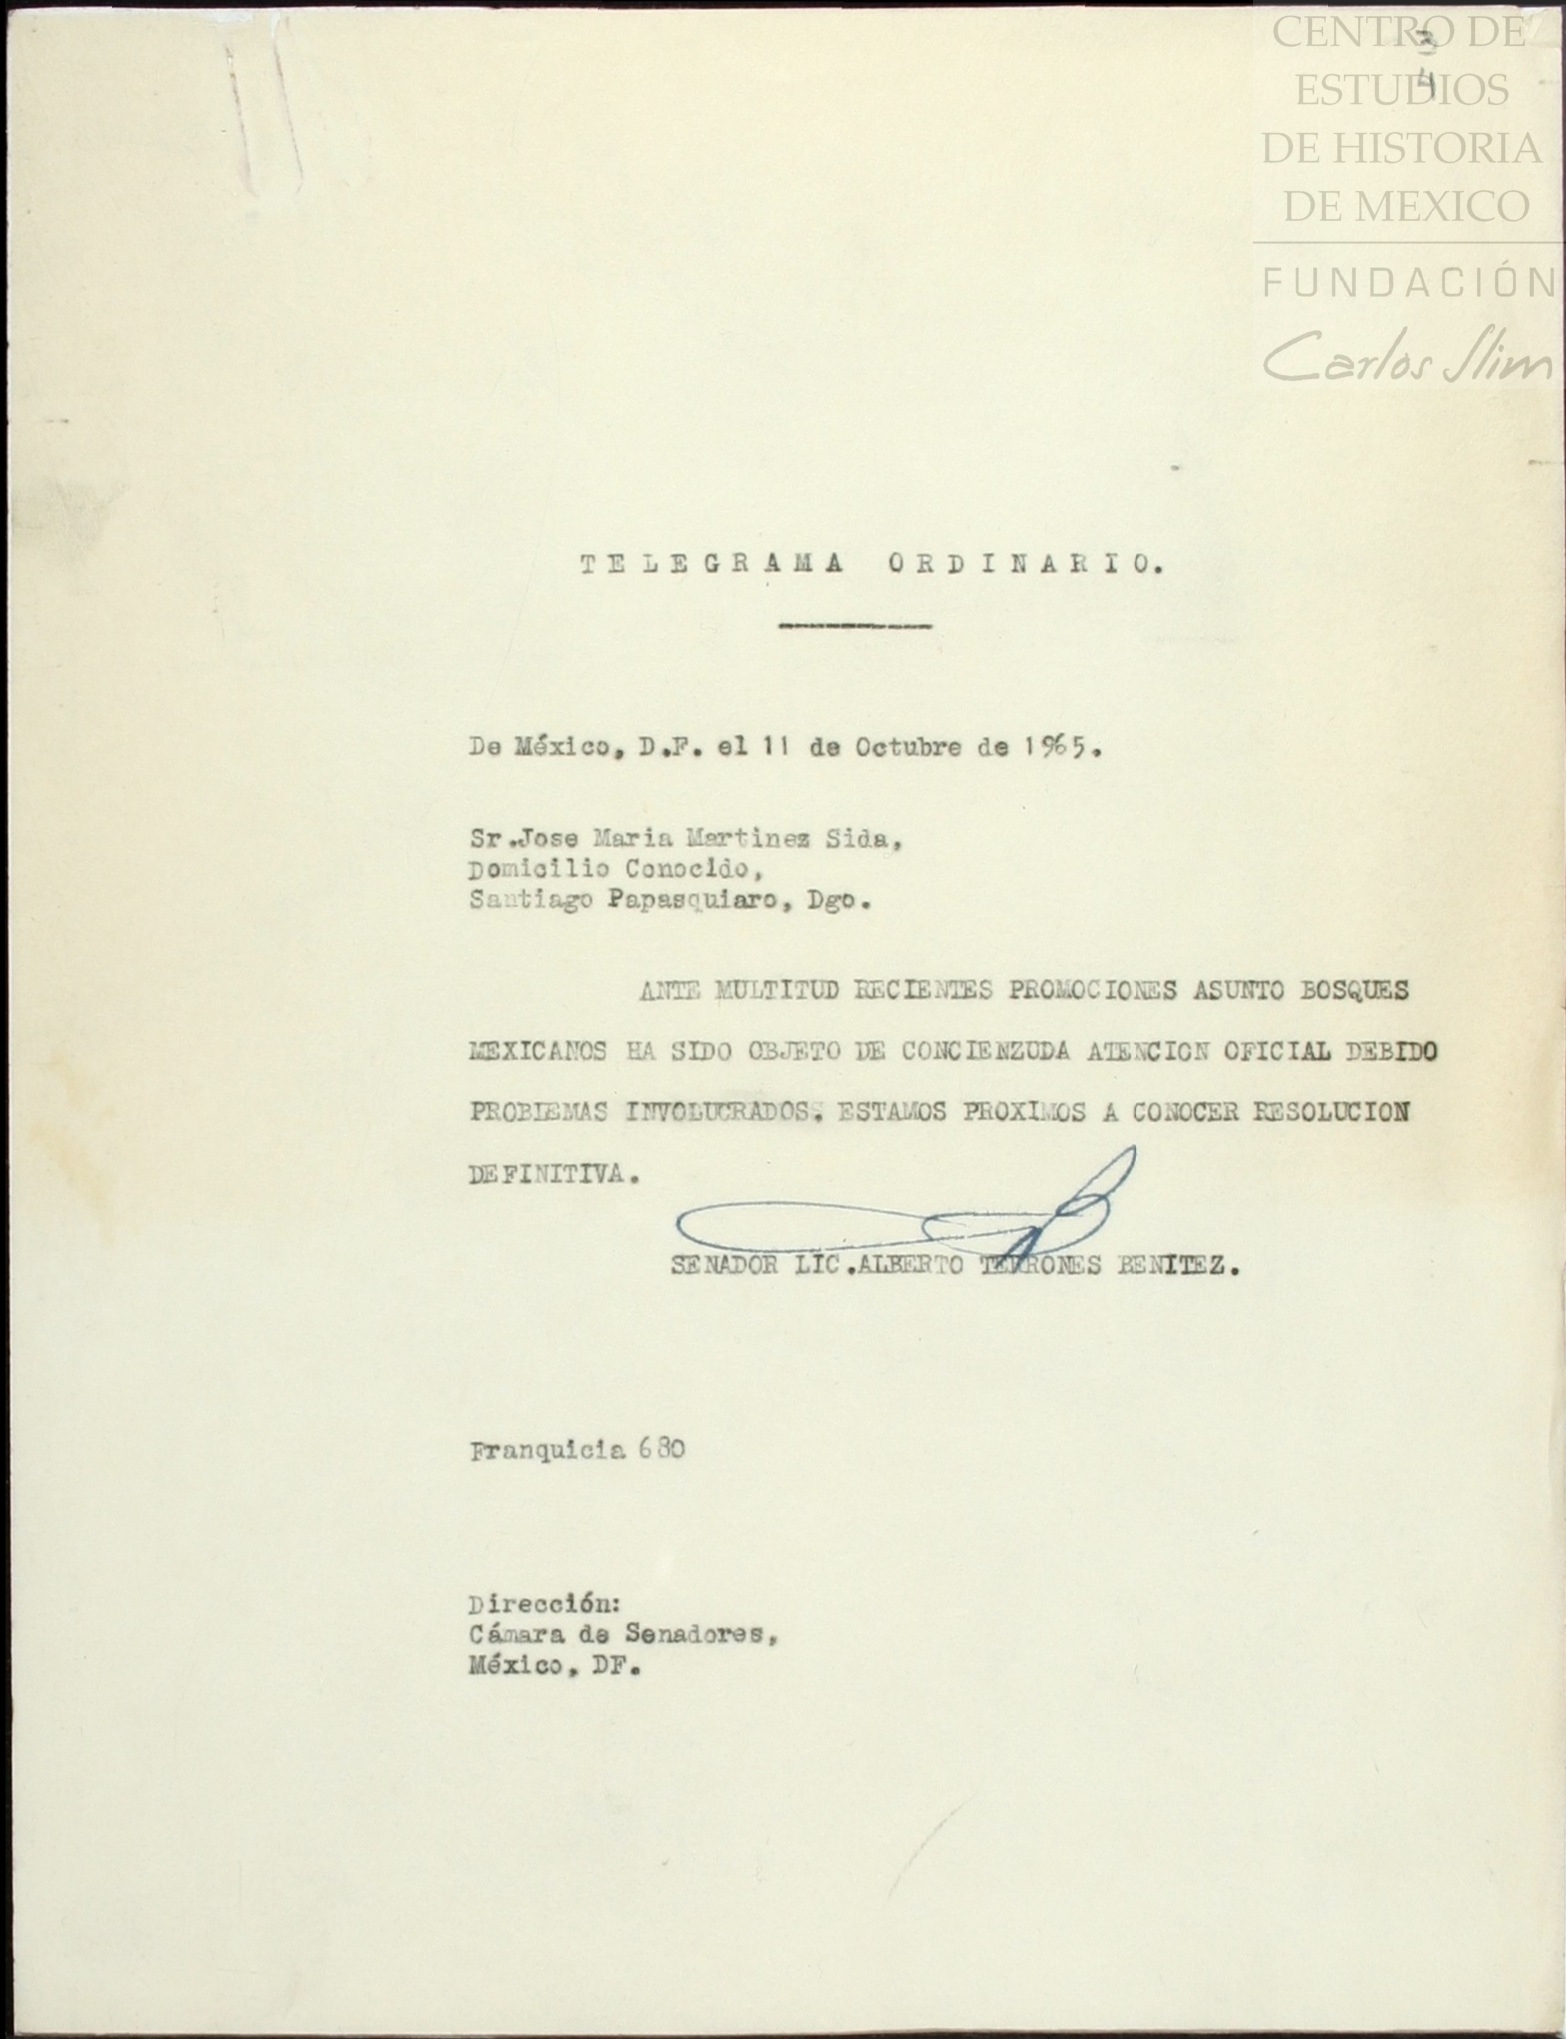 CENTRO DE
ESTUDIOS
DE HISTORIA
DE MEXICO
FUNDACIÓN
Carlos Slim
3
4
TELEGRAMA ORDINARIO.
De México, D.F. el 11 de Octubre de 1965.
Sr.Jose Maria Martinez Sida,
Domicilio Conocido,
Santiago Papasquiaro, Dgo.
ANTE MULTITUD RECIENTES PROMOCIONES ASUNTO BOSQUES
MEXICANOS HA SIDO OBJETO DE CONCIENZUDA ATENCION OFICIAL DEBIDO
PROBLEMAS INVOLUCRADOS. ESTAMOS PROXIMOS A CONOCER RESOLUCION
DEFINITIVA.
SENADOR LIC.ALBERTO TERRONES BENITEZ.
Franquicia 680
Dirección:
Cámara de Senadores,
México, DF.